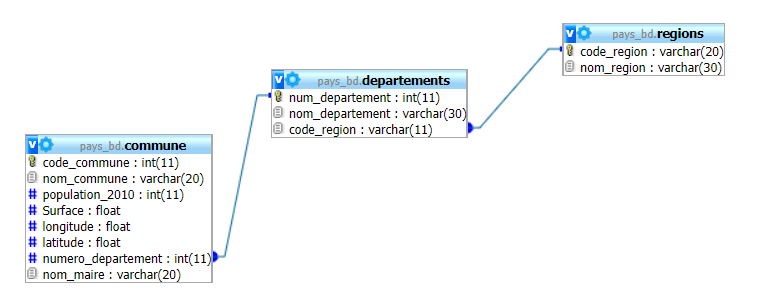 pays_bd.regions
code_region : varchar(20)
nom_region : varchar(30)
pays_bd.departements
num_departement : int(11)
nom_departement : varchar(30)
code_region : varchar(11)
pays_bd.commune
code_commune : int(11)
nom_commune : varchar(20)
# population_2010 : int(11)
# Surface : float
# longitude : float
# latitude : float
# numero_departement : int(11)
nom_maire : varchar(20)